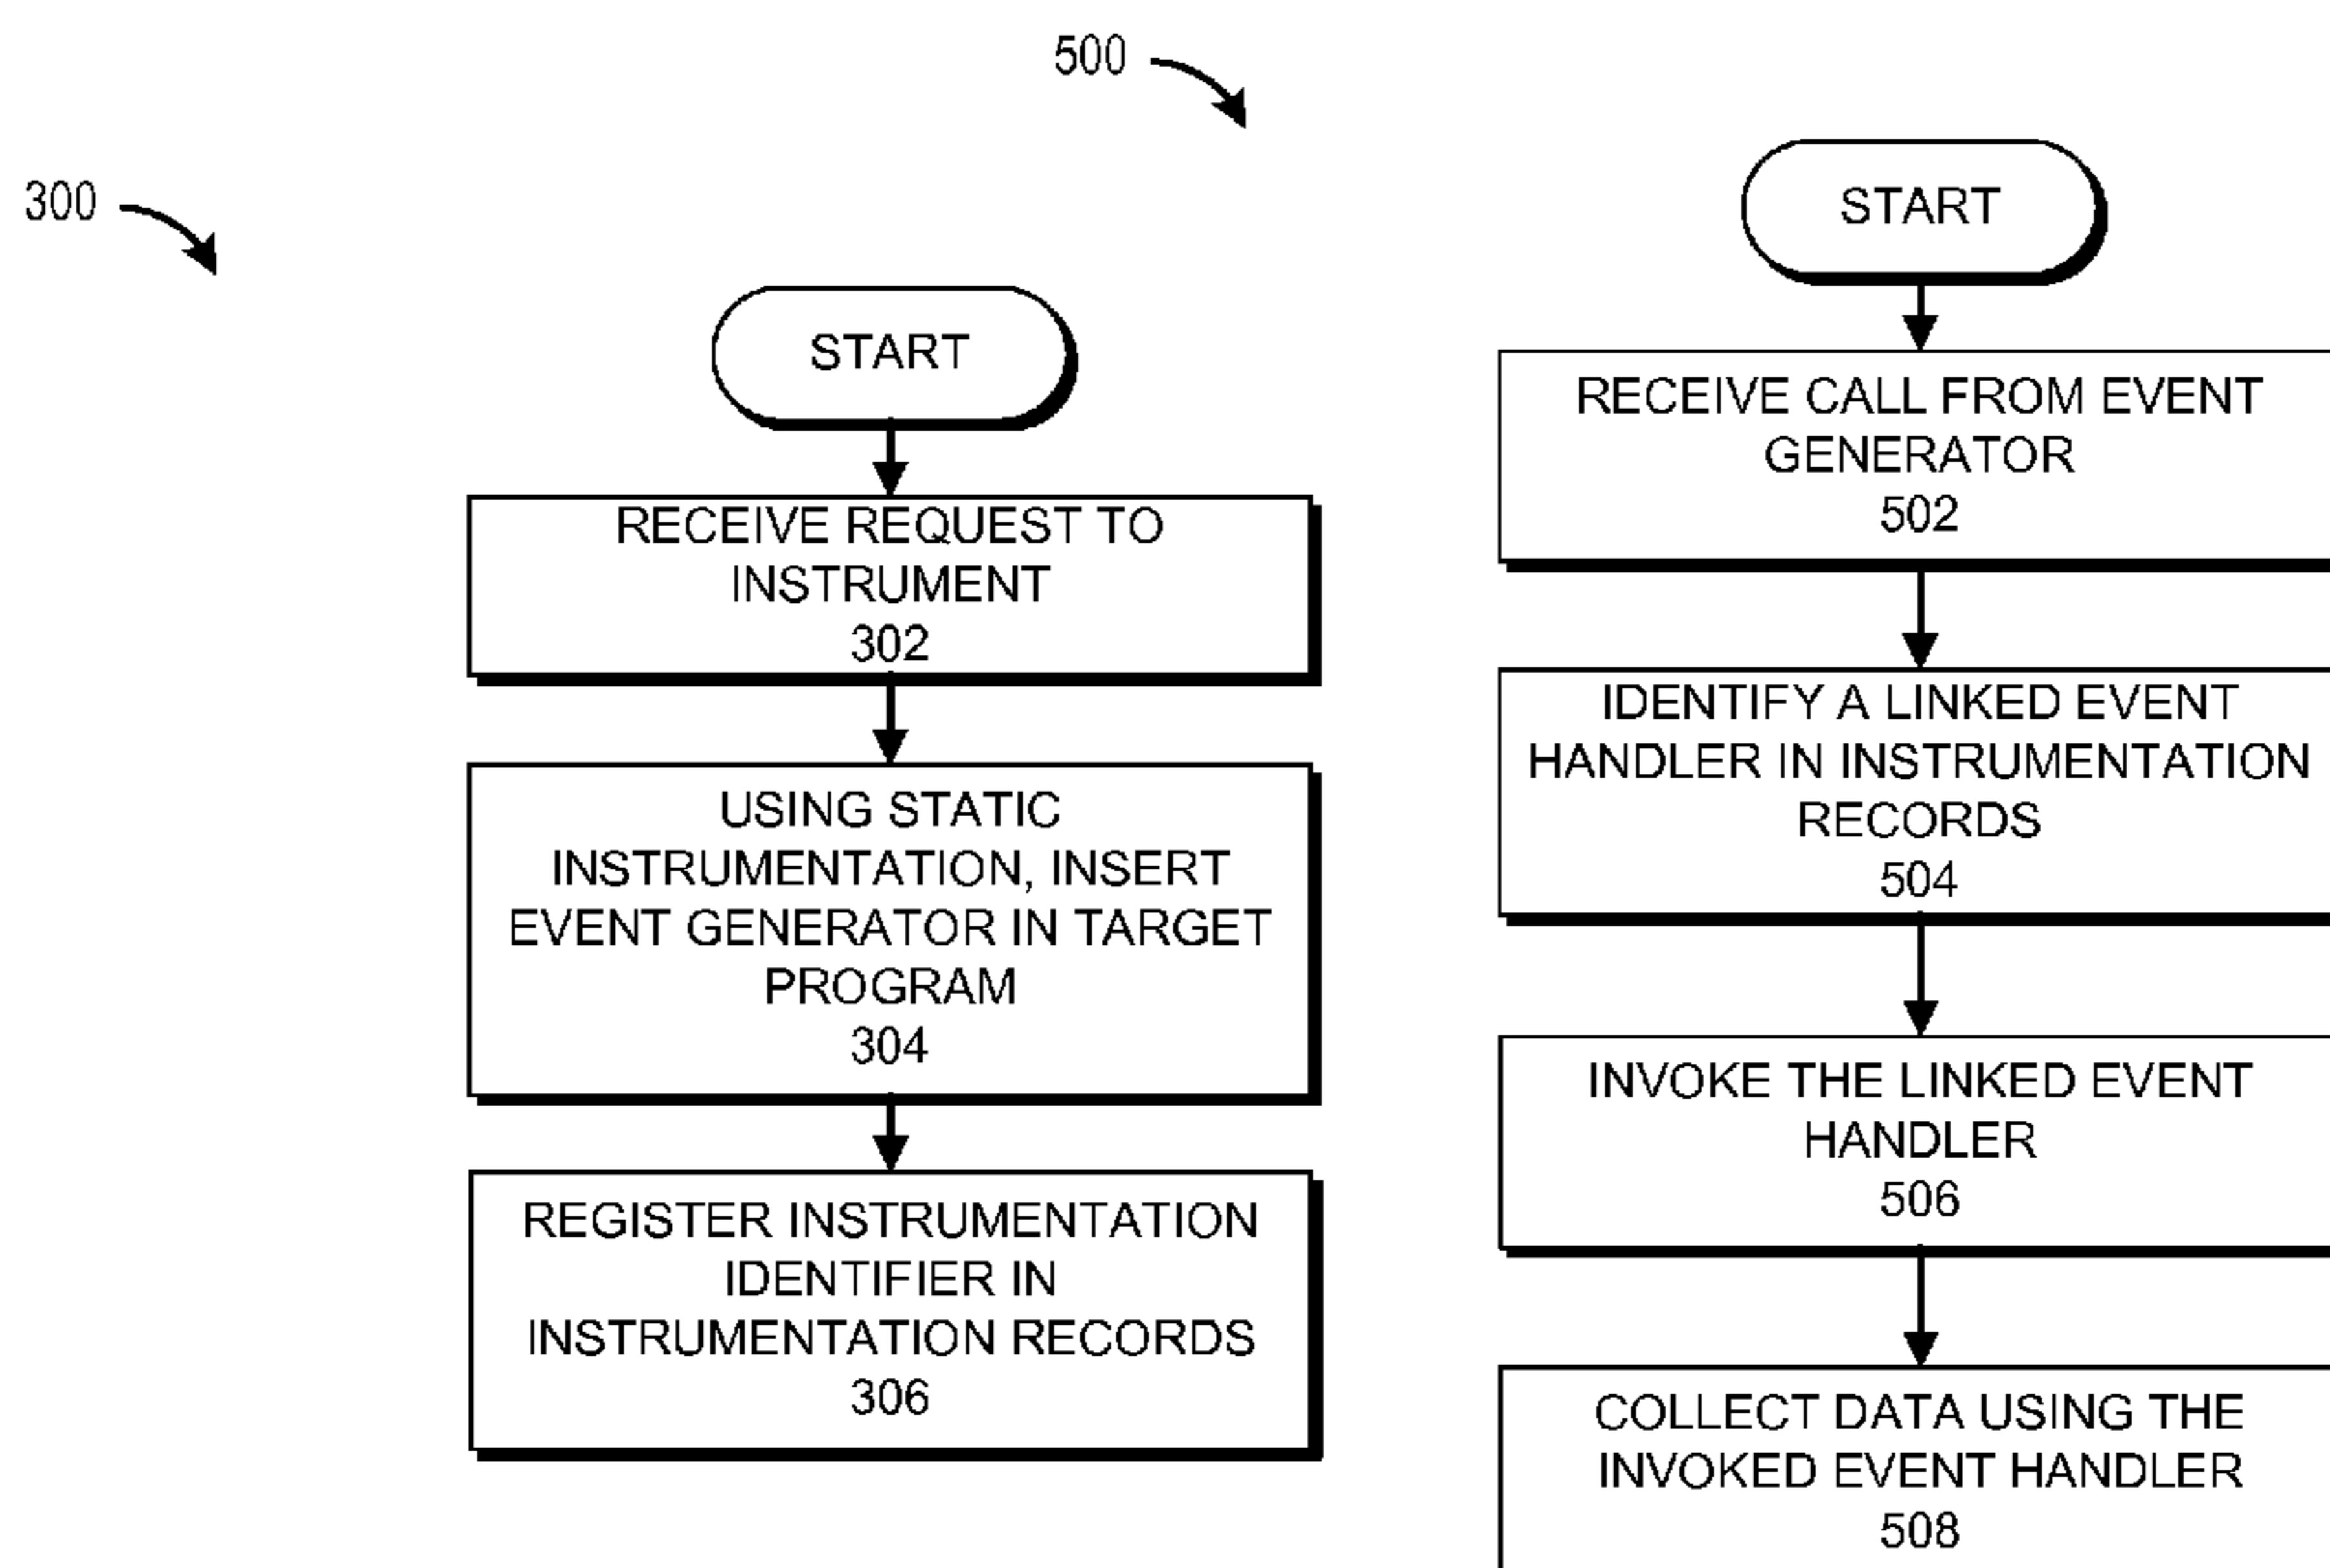 300
START
RECEIVE REQUEST TO
INSTRUMENT
302
USING STATIC
INSTRUMENTATION, INSERT
EVENT GENERATOR IN TARGET
PROGRAM
304
REGISTER INSTRUMENTATION
IDENTIFIER IN
INSTRUMENTATION RECORDS
306
500
START
RECEIVE CALL FROM EVENT
GENERATOR
502
IDENTIFY A LINKED EVENT
HANDLER IN INSTRUMENTATION
RECORDS
504
INVOKE THE LINKED EVENT
HANDLER
506
COLLECT DATA USING THE
INVOKED EVENT HANDLER
508